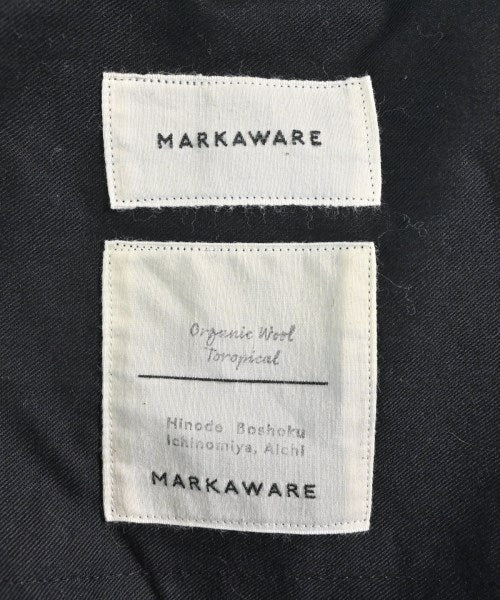 MARKAWARE
Organic Wool
Toropical
Hinode Boshoku
Ichinomiya, Aichi
MARKAWARE